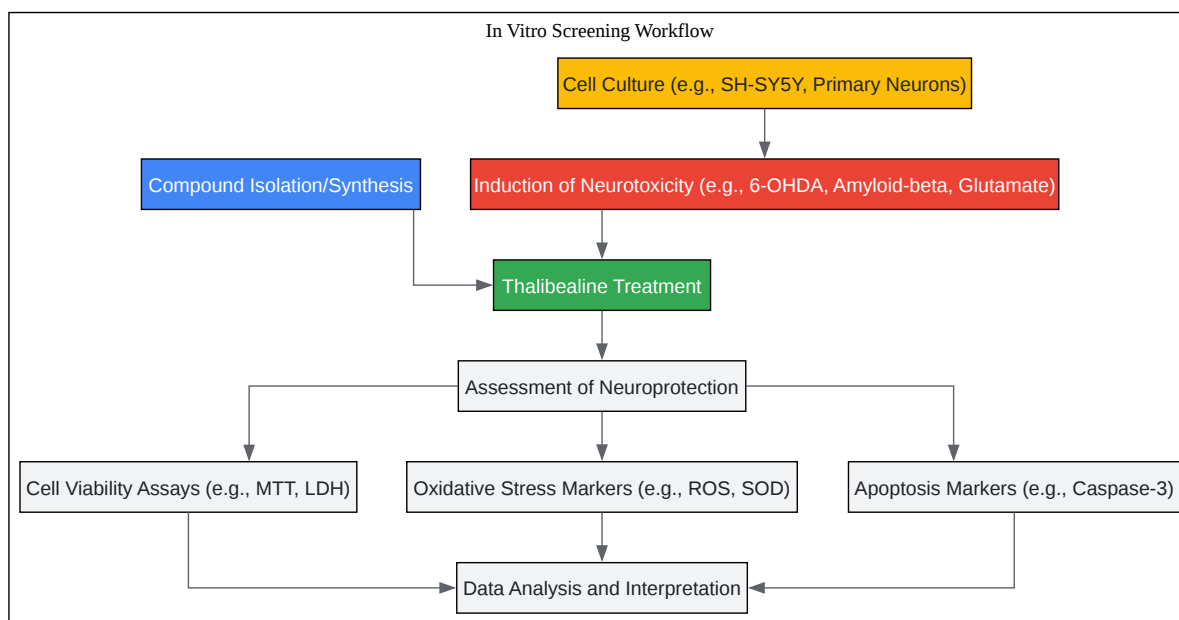 In Vitro Screening Workflow
Cell Culture (e.g., SH-SY5Y, Primary Neurons)
Compound Isolation/Synthesis
Induction of Neurotoxicity (e.g., 6-OHDA, Amyloid-beta, Glutamate)
Thalibealine Treatment
Assessment of Neuroprotection
Cell Viability Assays (e.g., MTT, LDH)
Oxidative Stress Markers (e.g., ROS, SOD)
Apoptosis Markers (e.g., Caspase-3)
Data Analysis and Interpretation